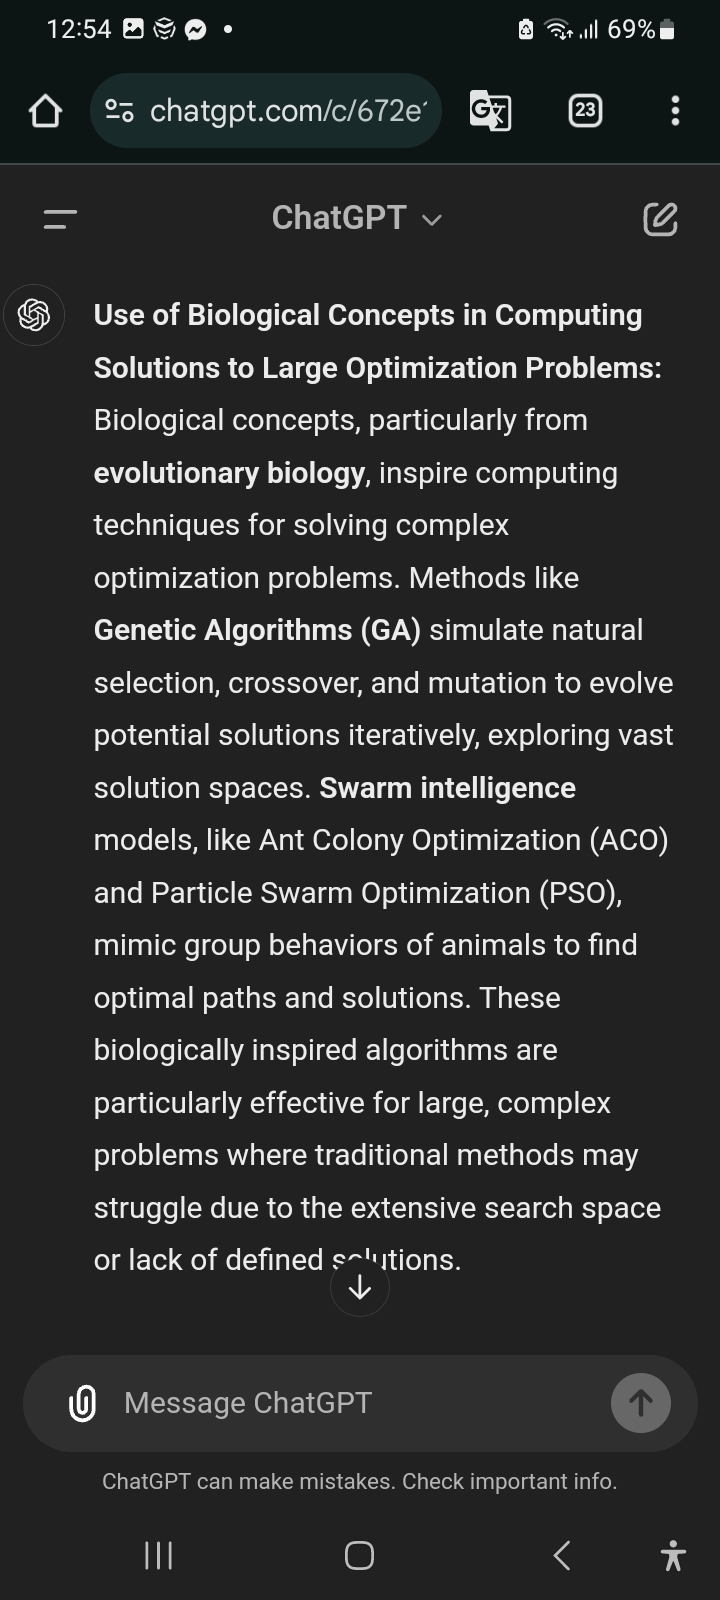 12:54
69%
chatgpt.com/c/672e
23
ChatGPT
Use of Biological Concepts in Computing
Solutions to Large Optimization Problems:
Biological concepts, particularly from
evolutionary biology, inspire computing
techniques for solving complex
optimization problems. Methods like
Genetic Algorithms (GA) simulate natural
selection, crossover, and mutation to evolve
potential solutions iteratively, exploring vast
solution spaces. Swarm intelligence
models, like Ant Colony Optimization (ACO)
and Particle Swarm Optimization (PSO),
mimic group behaviors of animals to find
optimal paths and solutions. These
biologically inspired algorithms are
particularly effective for large, complex
problems where traditional methods may
struggle due to the extensive search space
or lack of defined solutions.
Message ChatGPT
ChatGPT can make mistakes. Check important info.